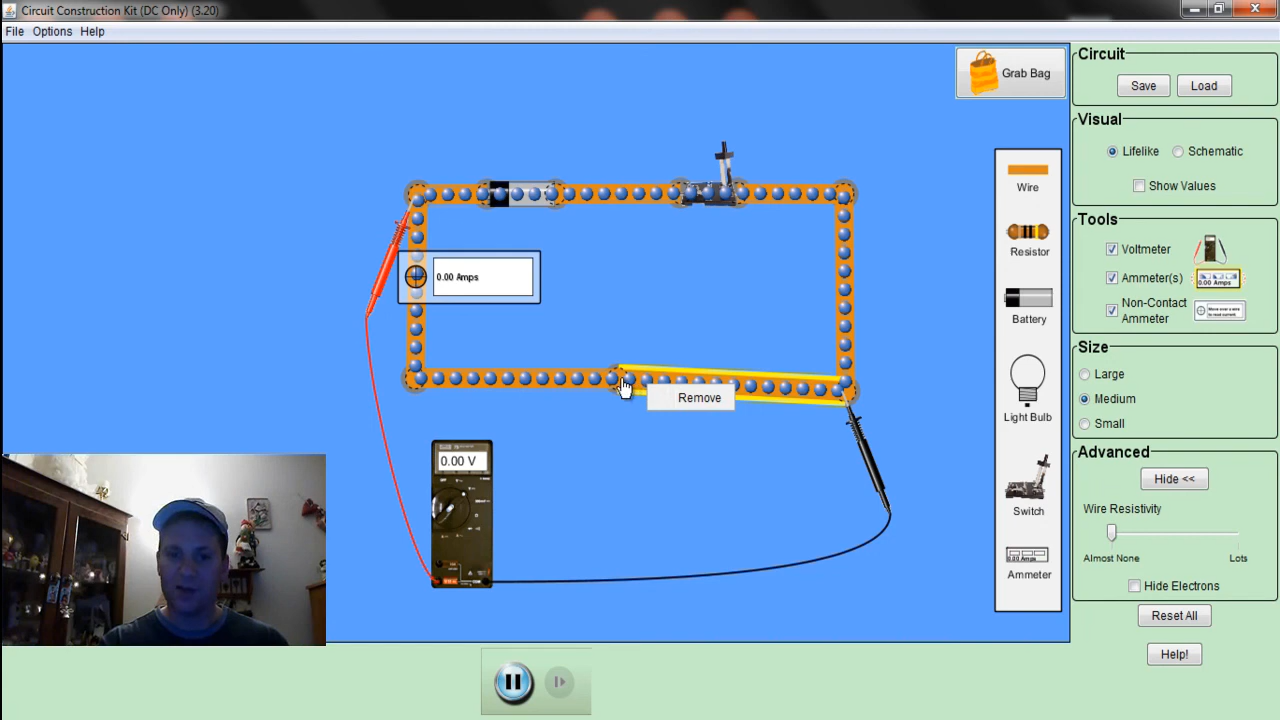 Circuit Construction Kit (DC Only) (3.20)
File Options Help
Grab Bag
Circuit
Save Load
Visual
Lifelike Schematic
Show Values
Tools
Voltmeter
Ammeter(s)
0.00 Amps
Non-Contact
Ammeter
Size
Large
Medium
Small
Advanced
Hide <<
Wire Resistivity
Almost None Lots
Hide Electrons
Reset All
Help!
Wire
Resistor
Battery
Light Bulb
Switch
0.00 Amps
Ammeter
0.00 Amps
Remove
0.00 V